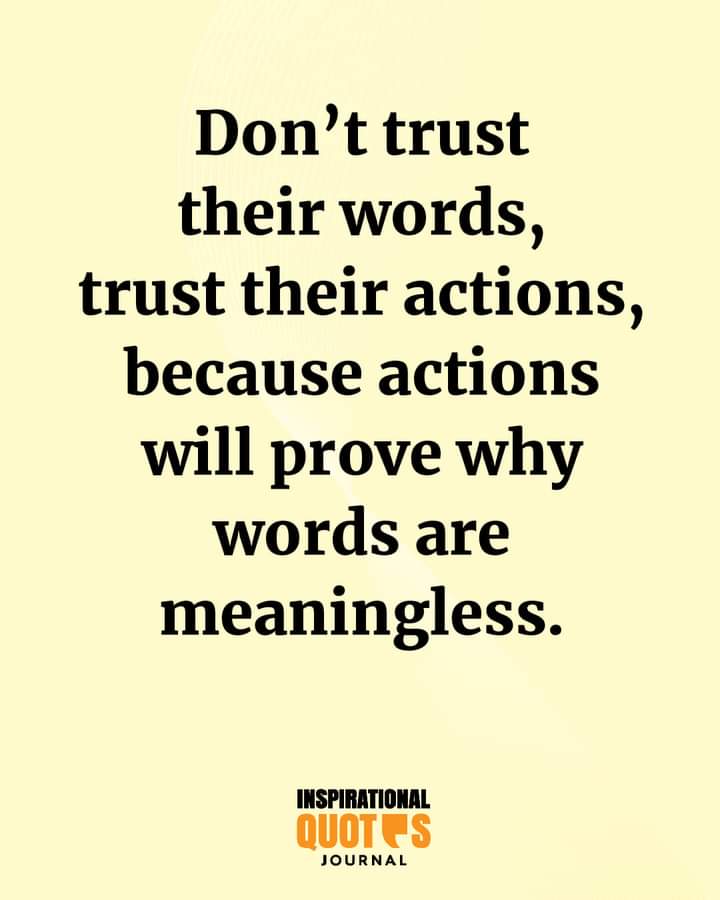 Don’t trust
their words,
trust their actions,
because actions
will prove why
words are
meaningless.
INSPIRATIONAL
QUOTES
JOURNAL